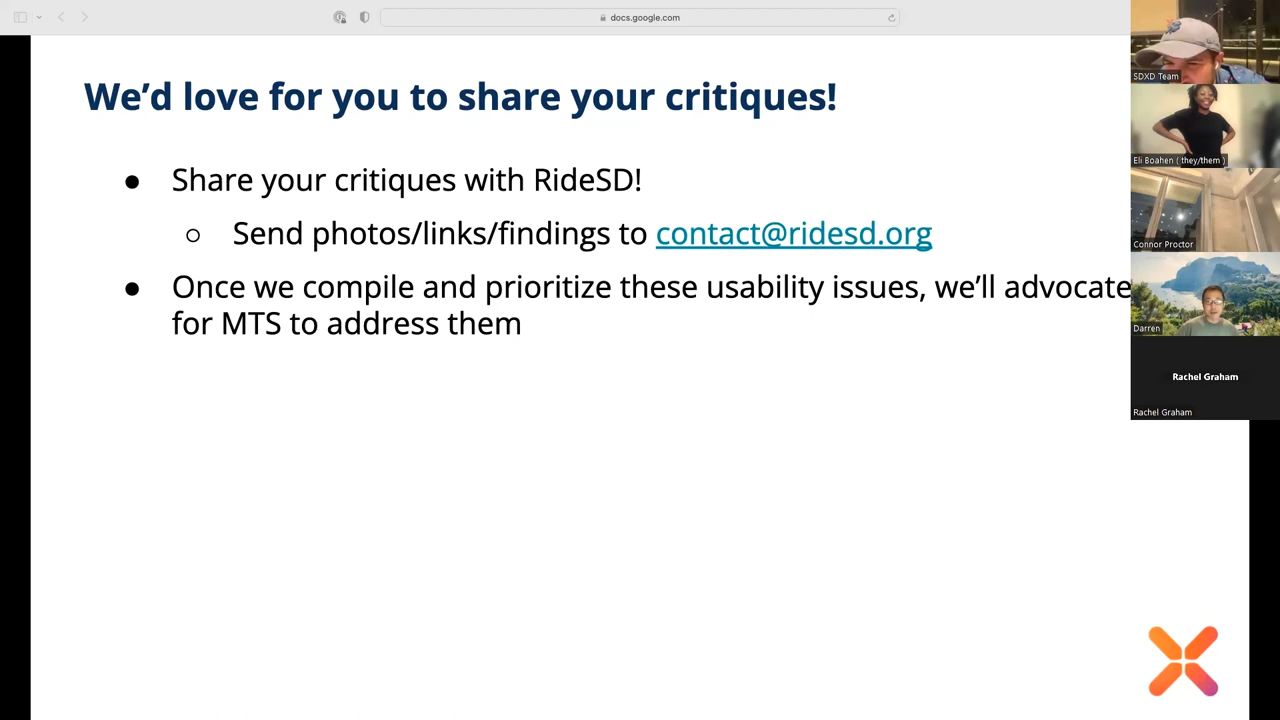 docs.google.com
We’d love for you to share your critiques!
● Share your critiques with RideSD!
○ Send photos/links/findings to contact@ridesd.org
● Once we compile and prioritize these usability issues, we’ll advocate
for MTS to address them
SDXD Team
Eli Boahen ( they/them )
Connor Proctor
Darren
Rachel Graham
Rachel Graham